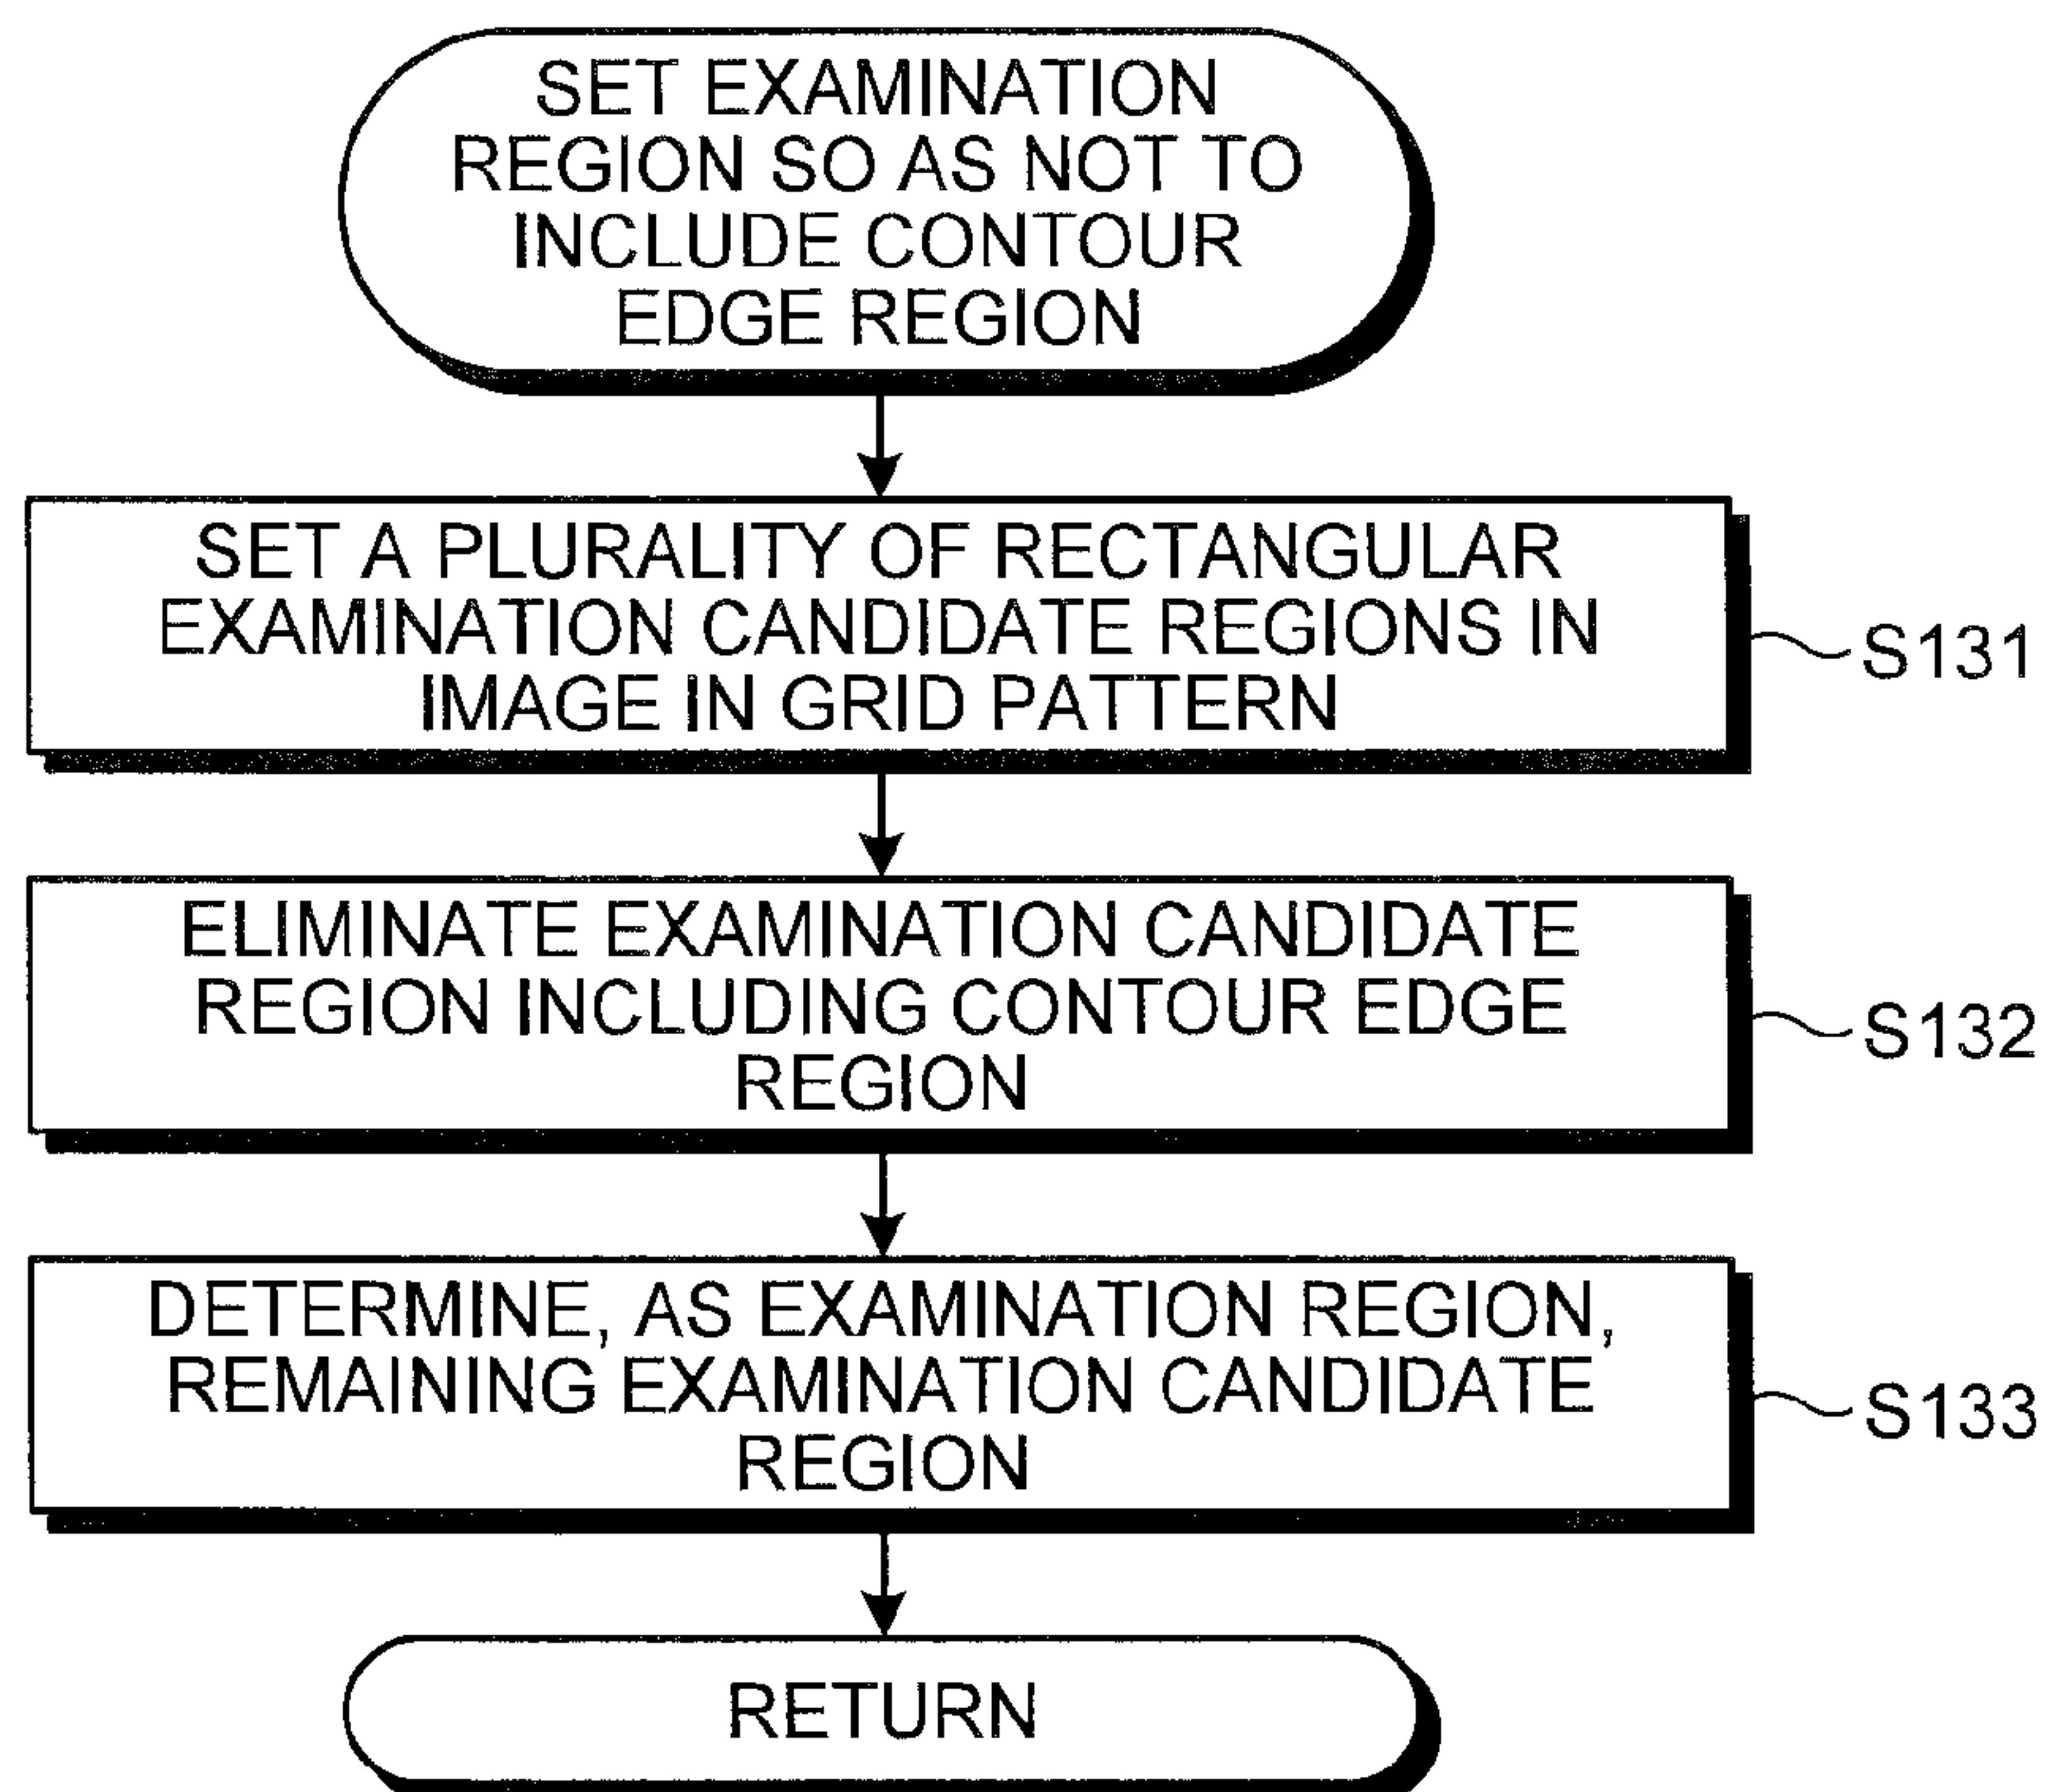 SET EXAMINATION
REGION SO AS NOT TO
INCLUDE CONTOUR
EDGE REGION
SET A PLURALITY OF RECTANGULAR
EXAMINATION CANDIDATE REGIONS IN
IMAGE IN GRID PATTERN
S131
ELIMINATE EXAMINATION CANDIDATE
REGION INCLUDING CONTOUR EDGE
REGION
S132
DETERMINE, AS EXAMINATION REGION,
REMAINING EXAMINATION CANDIDATE
REGION
S133
RETURN